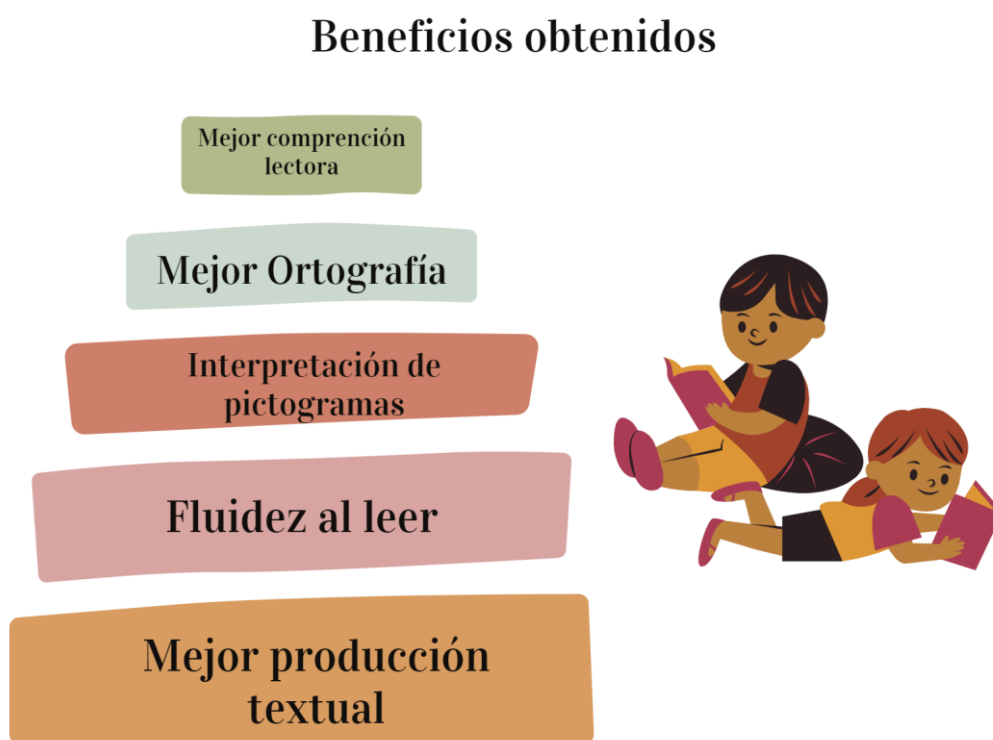 Beneficios obtenidos
Mejor comprención
lectora
Mejor Ortografía
Interpretación de
pictogramas
Fluidez al leer
Mejor producción
textual